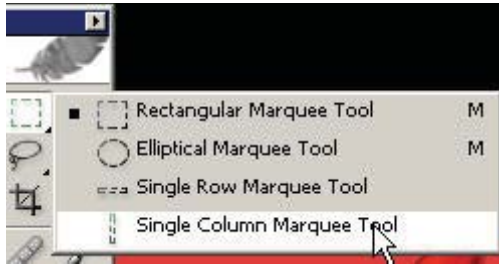 Rectangular Marquee Tool M
Elliptical Marquee Tool M
Single Row Marquee Tool
Single Column Marquee Tool